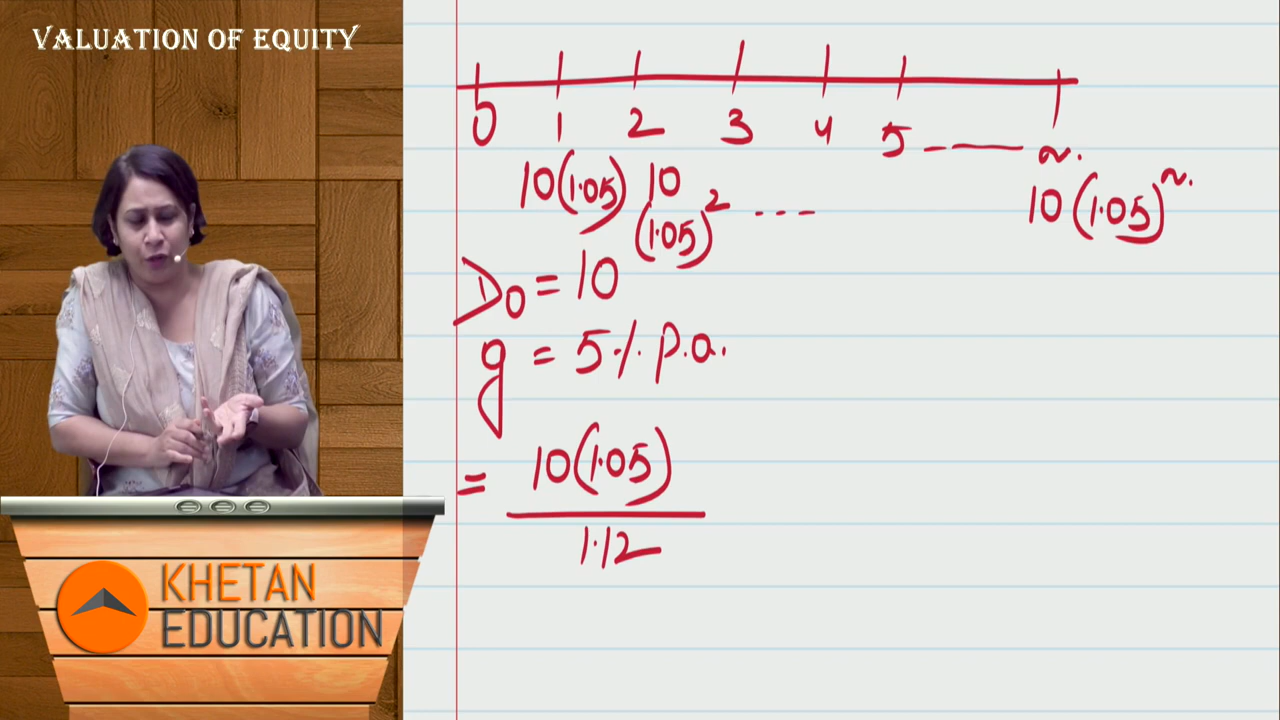 VALUATION OF EQUITY
0 1 2 3 4 5 ---- n.
10(1.05) 10(1.05)² ---- 10(1.05)ⁿ.
D₀ = 10
g = 5% p.a.
= 10(1.05)
1.12
KHETAN
EDUCATION